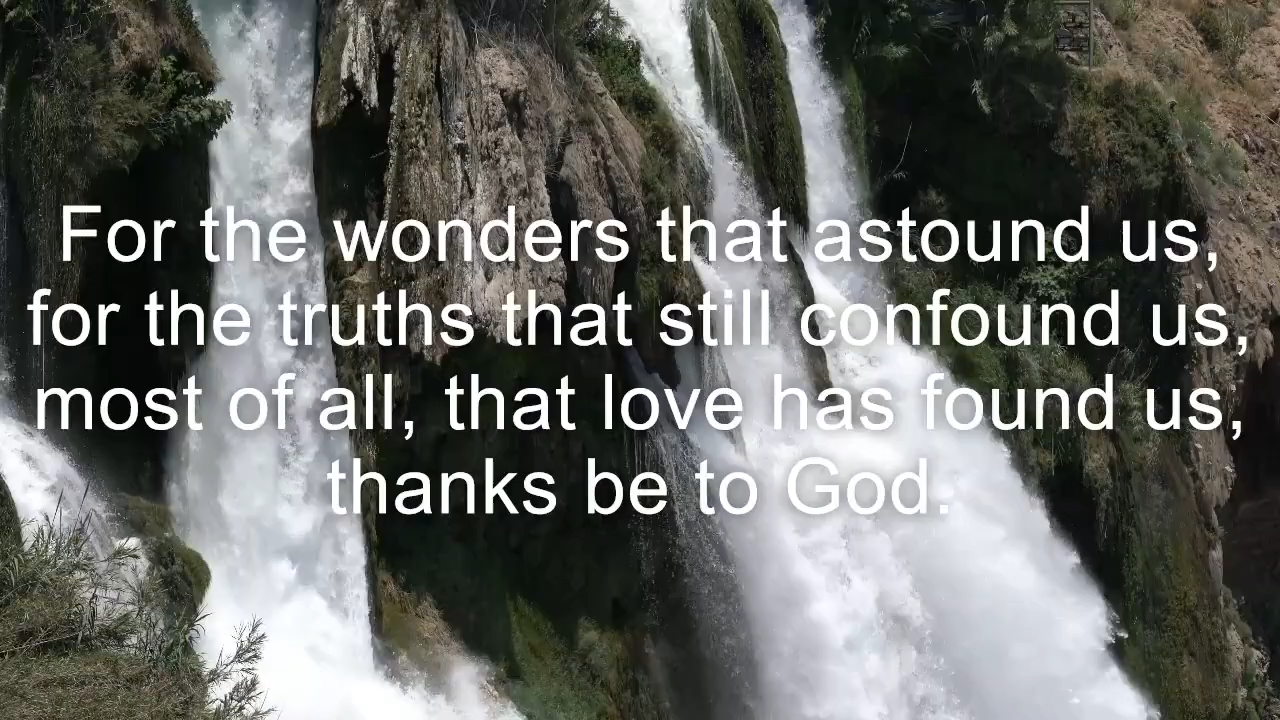 For the wonders that astound us,
for the truths that still confound us,
most of all, that love has found us,
thanks be to God.